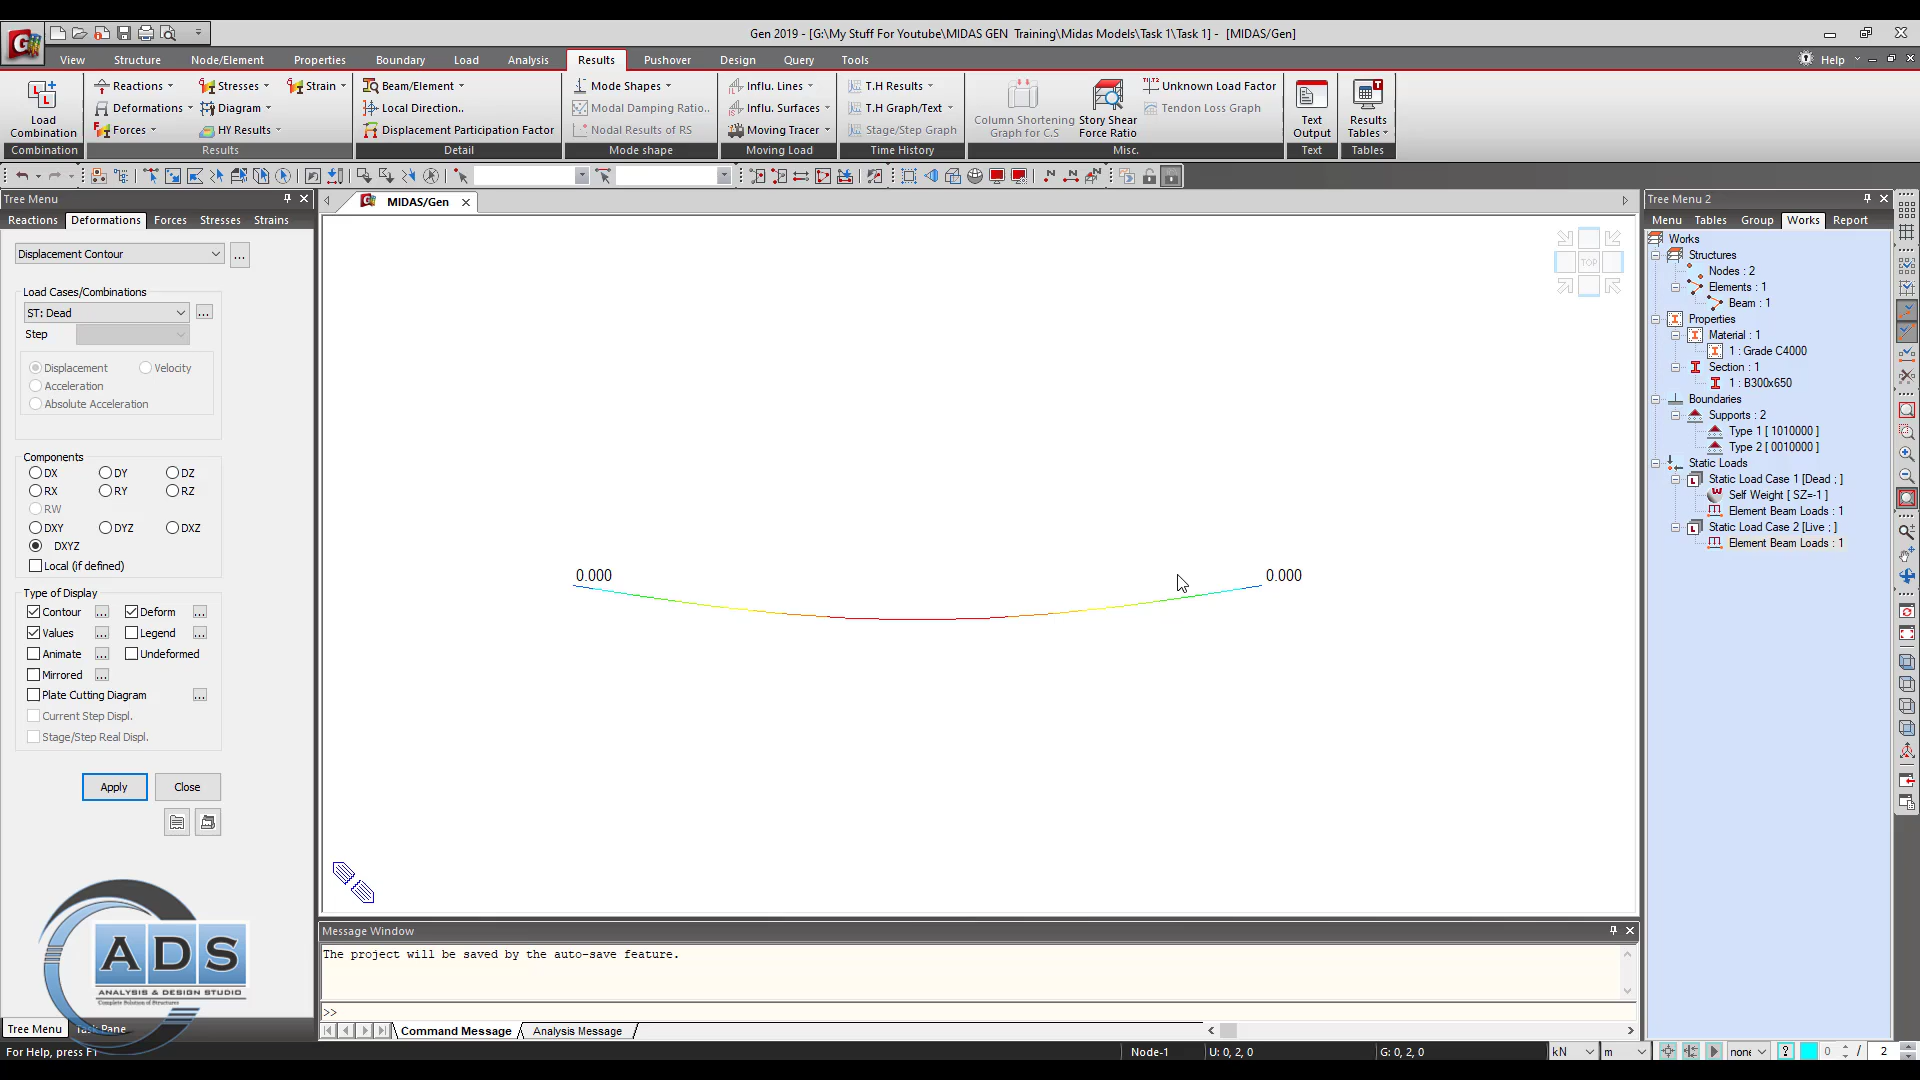 Gen 2019 - [G:\My Stuff For Youtube\MIDAS GEN Training\Midas Models\Task 1\Task 1] - [MIDAS/Gen]
View Structure Node/Element Properties Boundary Load Analysis Results Pushover Design Query Tools Help
Reactions Stresses Strain Beam/Element Mode Shapes Influ. Lines T.H Results Unknown Load Factor
Deformations Diagram Local Direction.. Modal Damping Ratio.. Influ. Surfaces T.H Graph/Text Tendon Loss Graph
Load Combination
Forces HY Results Displacement Participation Factor Nodal Results of RS Moving Tracer Stage/Step Graph
Column Shortening Graph for C.S
Story Shear Force Ratio
Text Output
Results Tables
Combination Results Detail Mode shape Moving Load Time History Misc. Text Tables
Tree Menu
Reactions Deformations Forces Stresses Strains
Displacement Contour
...
Load Cases/Combinations
ST: Dead
...
Step
Displacement Velocity
Acceleration
Absolute Acceleration
Components
DX DY DZ
RX RY RZ
RW
DXY DYZ DXZ
DXYZ
Local (if defined)
Type of Display
Contour ... Deform ...
Values ... Legend ...
Animate ... Undeformed
Mirrored ...
Plate Cutting Diagram ...
Current Step Displ.
Stage/Step Real Displ.
Apply Close
ADS
ANALYSIS & DESIGN STUDIO
Complete Solution of Structures
Tree Menu Task Pane
For Help, press F1
MIDAS/Gen
TOP
0.000 0.000
Message Window
The project will be saved by the auto-save feature.
>>
Command Message Analysis Message
Node-1 U: 0, 2, 0 G: 0, 2, 0 kN m none ? 0 / 2
Tree Menu 2
Menu Tables Group Works Report
Works
Structures
Nodes : 2
Elements : 1
Beam : 1
Properties
Material : 1
1 : Grade C4000
Section : 1
1 : B300x650
Boundaries
Supports : 2
Type 1 [ 1010000 ]
Type 2 [ 0010000 ]
Static Loads
Static Load Case 1 [Dead ; ]
Self Weight [ SZ=-1 ]
Element Beam Loads : 1
Static Load Case 2 [Live ; ]
Element Beam Loads : 1